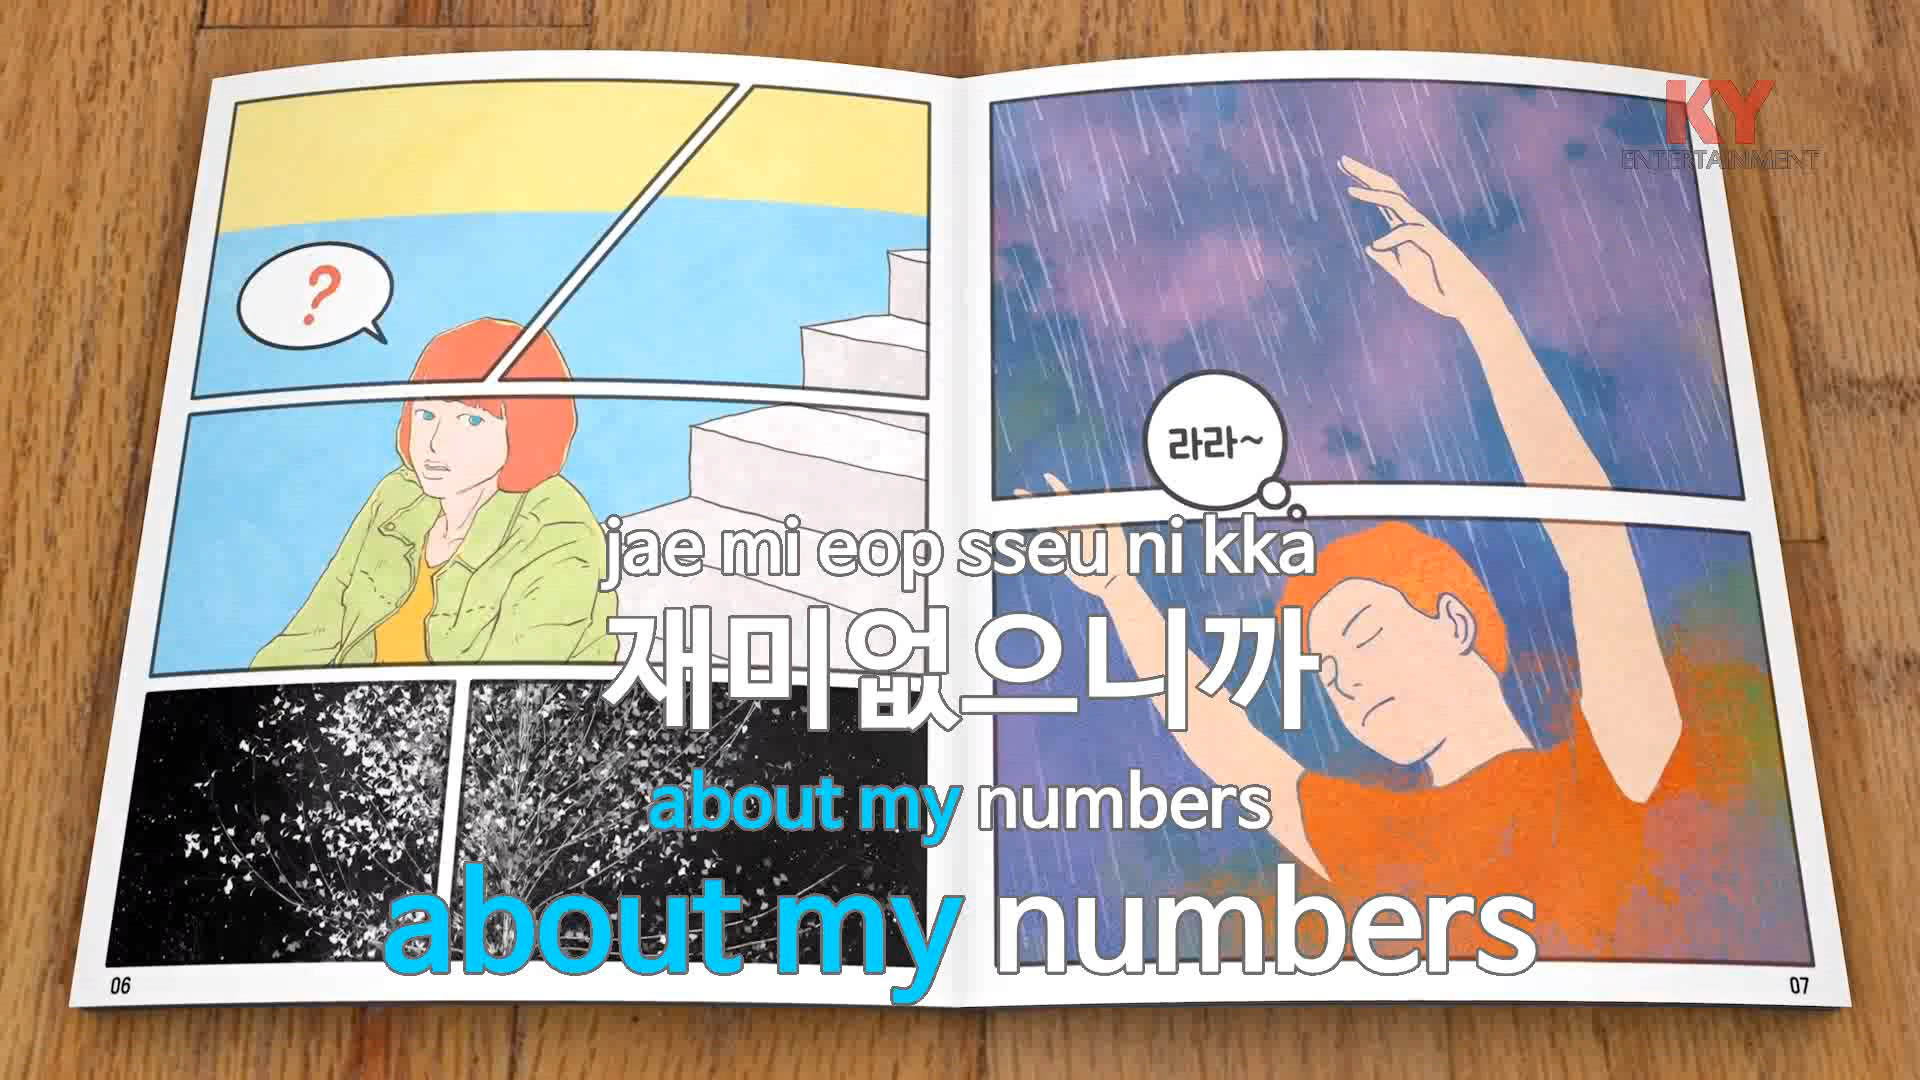 KY
ENTERTAINMENT
?
라라~
jae mi eop sseu ni kka
재미없으니까
about my numbers
about my numbers
06
07